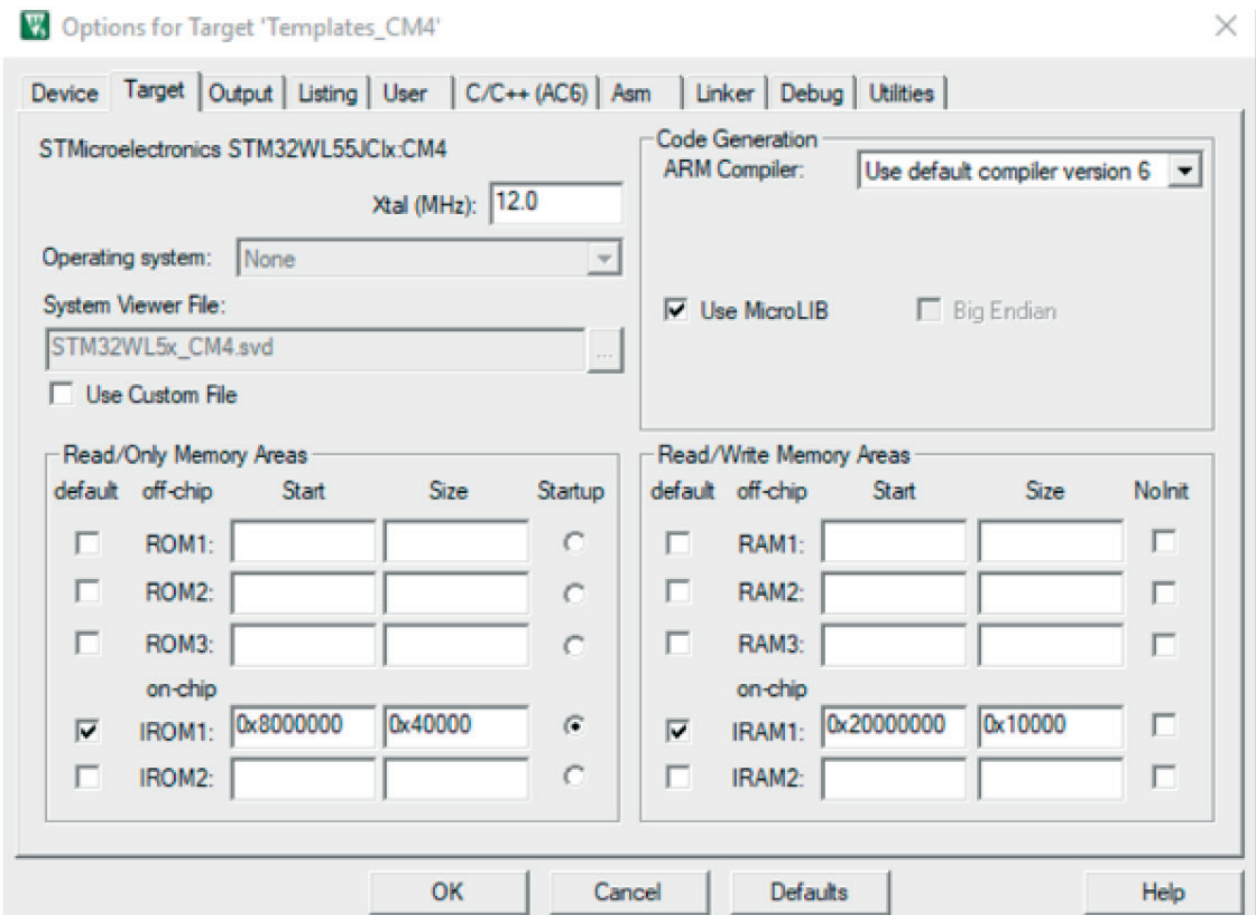 Options for Target 'Templates_CM4'
Device Target Output Listing User C/C++ (AC6) Asm Linker Debug Utilities
STMicroelectronics STM32WL55JCIx:CM4
Xtal (MHz): 12.0
Operating system: None
System Viewer File:
STM32WL5x_CM4.svd
...
Use Custom File
Code Generation
ARM Compiler: Use default compiler version 6
Use MicroLIB Big Endian
Read/Only Memory Areas
default off-chip Start Size Startup
ROM1:
ROM2:
ROM3:
on-chip
IROM1: 0x8000000 0x40000
IROM2:
Read/Write Memory Areas
default off-chip Start Size NoInit
RAM1:
RAM2:
RAM3:
on-chip
IRAM1: 0x20000000 0x10000
IRAM2:
OK Cancel Defaults Help